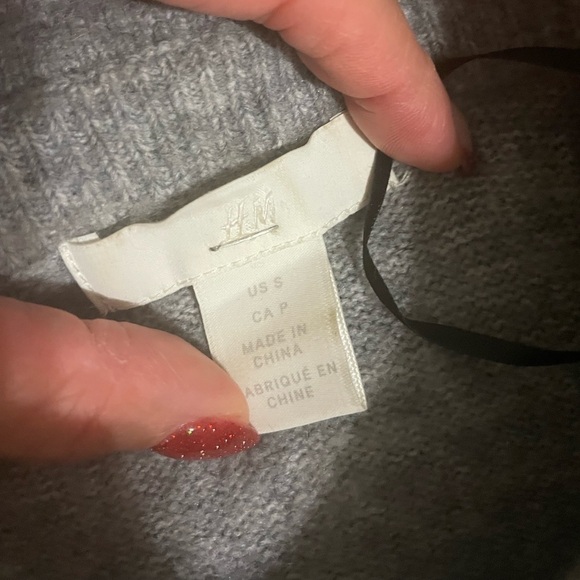 H&M
US S
CA P
MADE IN
CHINA
ABRIQUÉ EN
CHINE